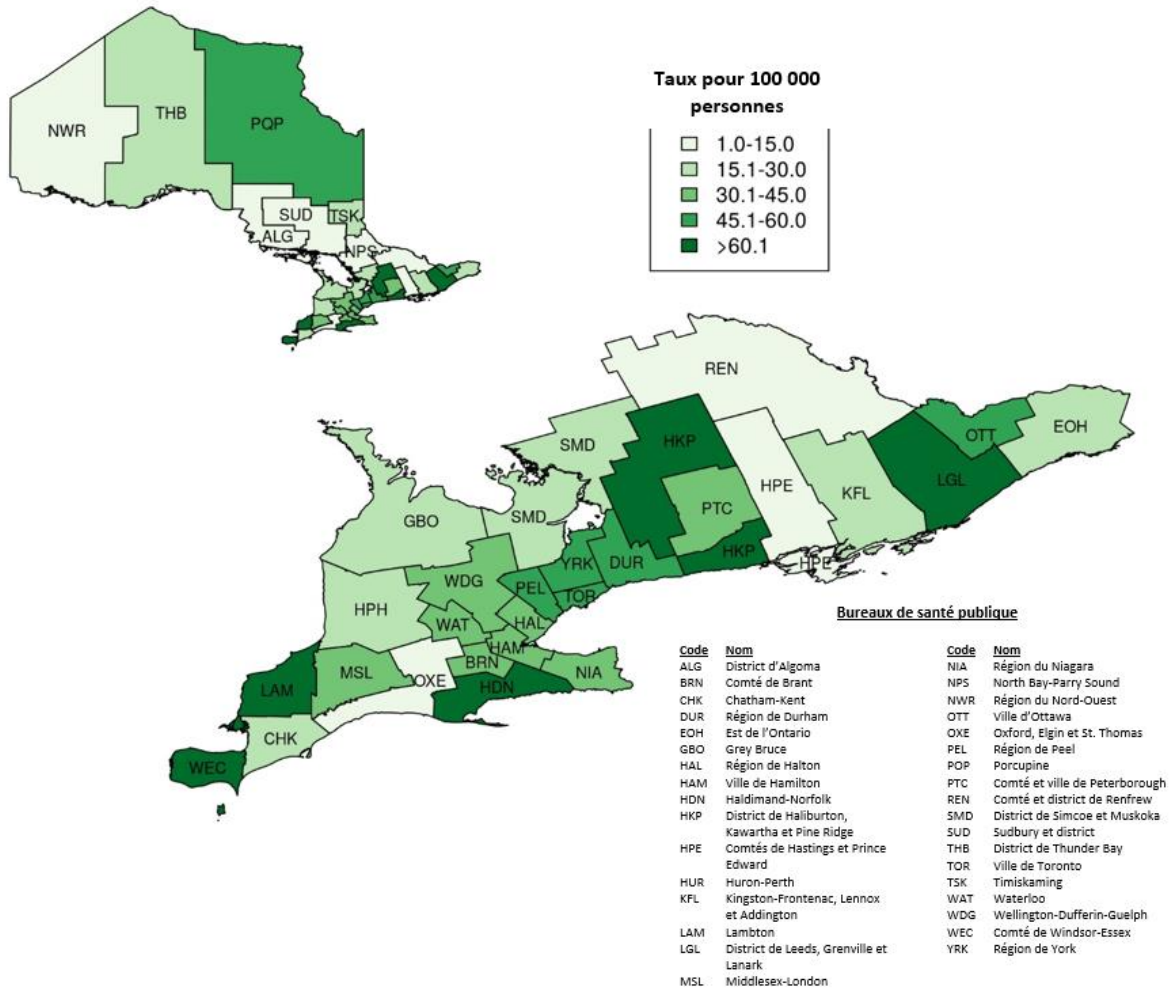 Taux pour 100 000
personnes
1.0-15.0
15.1-30.0
30.1-45.0
45.1-60.0
>60.1
NWR
THB
PQP
SUD
TSK
ALG
NPS
REN
SMD
HKP
OTT
EOH
HPE
KFL
LGL
PTC
GBO
SMD
HKP
YRK
DUR
HPE
WDG
PEL
TOR
HPH
WAT
HAL
HAM
MSL
BRN
NIA
OXE
LAM
HDN
CHK
WEC
Bureaux de santé publique
Code Nom
ALG District d'Algoma
BRN Comté de Brant
CHK Chatham-Kent
DUR Région de Durham
EOH Est de l'Ontario
GBO Grey Bruce
HAL Région de Halton
HAM Ville de Hamilton
HDN Haldimand-Norfolk
HKP District de Haliburton,
Kawartha et Pine Ridge
HPE Comtés de Hastings et Prince
Edward
HUR Huron-Perth
KFL Kingston-Frontenac, Lennox
et Addington
LAM Lambton
LGL District de Leeds, Grenville et
Lanark
MSL Middlesex-London
Code Nom
NIA Région du Niagara
NPS North Bay-Parry Sound
NWR Région du Nord-Ouest
OTT Ville d'Ottawa
OXE Oxford, Elgin et St. Thomas
PEL Région de Peel
POP Porcupine
PTC Comté et ville de Peterborough
REN Comté et district de Renfrew
SMD District de Simcoe et Muskoka
SUD Sudbury et district
THB District de Thunder Bay
TOR Ville de Toronto
TSK Timiskaming
WAT Waterloo
WDG Wellington-Dufferin-Guelph
WEC Comté de Windsor-Essex
YRK Région de York